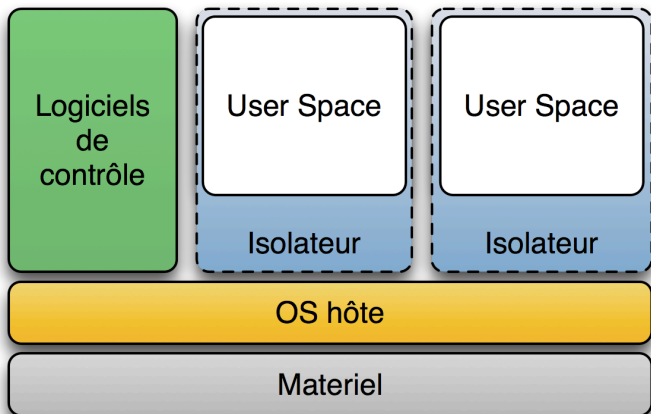 Logiciels
de
contrôle
User Space
Isolateur
User Space
Isolateur
OS hôte
Materiel